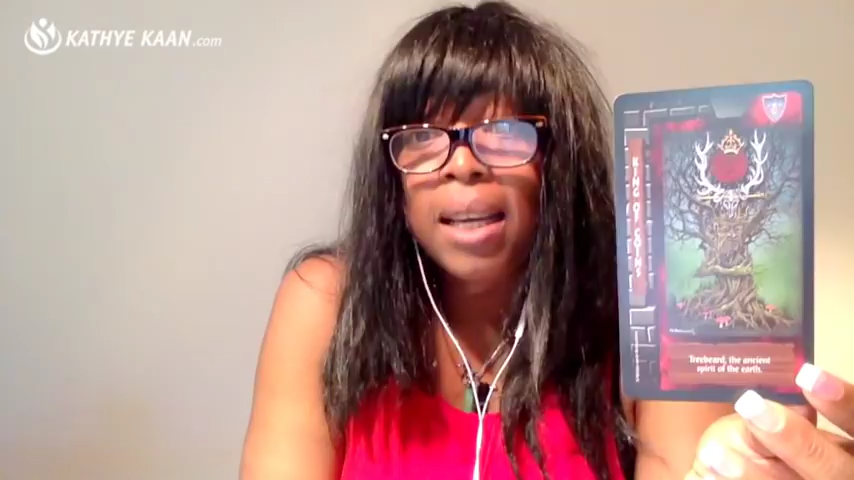 KATHYE KAAN.com
KING OF COINS
Treebeard, the ancient
spirit of the earth.